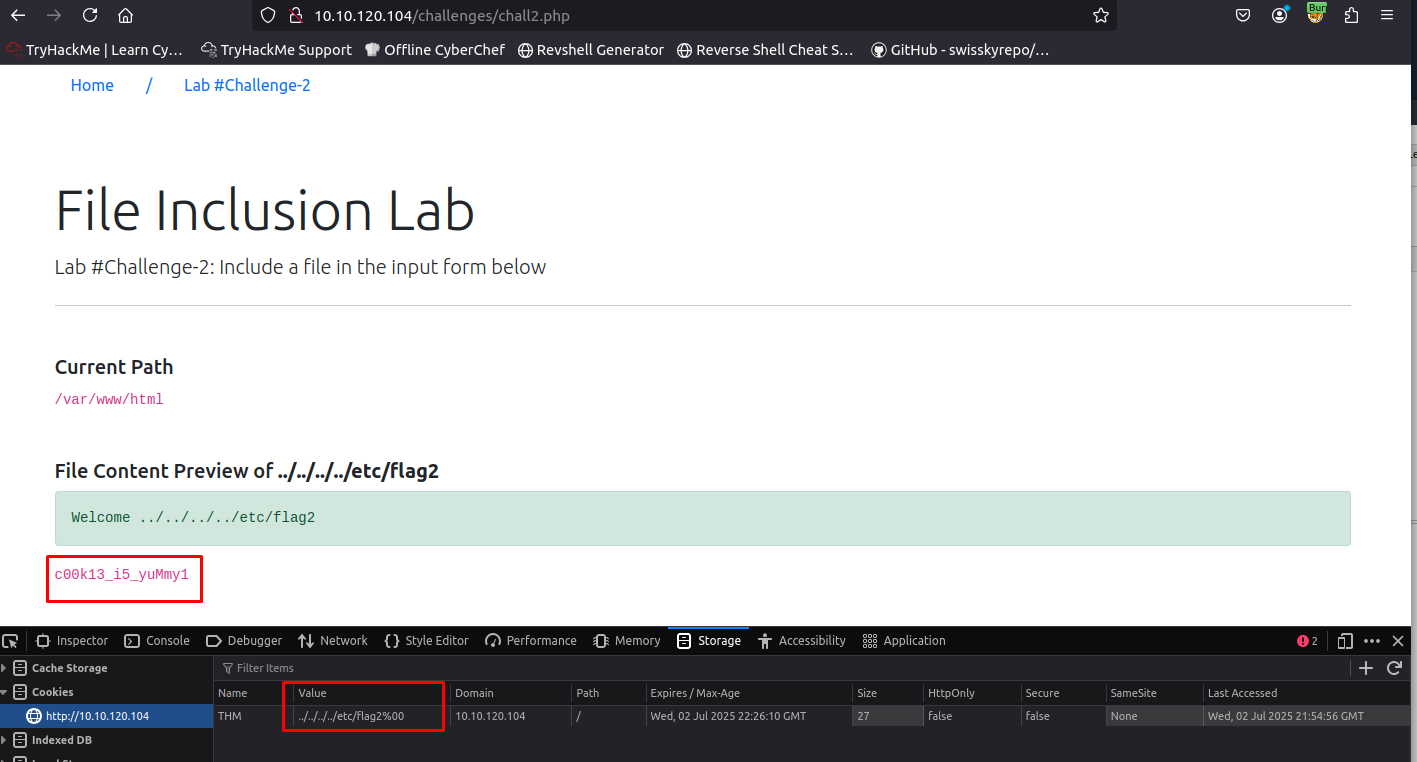 10.10.120.104/challenges/chall2.php
Burp
TryHackMe | Learn Cy… TryHackMe Support Offline CyberChef Revshell Generator Reverse Shell Cheat S… GitHub - swisskyrepo/…
Home / Lab #Challenge-2
File Inclusion Lab
Lab #Challenge-2: Include a file in the input form below
Current Path
/var/www/html
File Content Preview of ../../../../etc/flag2
Welcome ../../../../etc/flag2
c00k13_i5_yuMmy1
Inspector Console Debugger Network Style Editor Performance Memory Storage Accessibility Application 2
Cache Storage Filter Items
Cookies Name Value Domain Path Expires / Max-Age Size HttpOnly Secure SameSite Last Accessed
http://10.10.120.104 THM ../../../../etc/flag2%00 10.10.120.104 / Wed, 02 Jul 2025 22:26:10 GMT 27 false false None Wed, 02 Jul 2025 21:54:56 GMT
Indexed DB